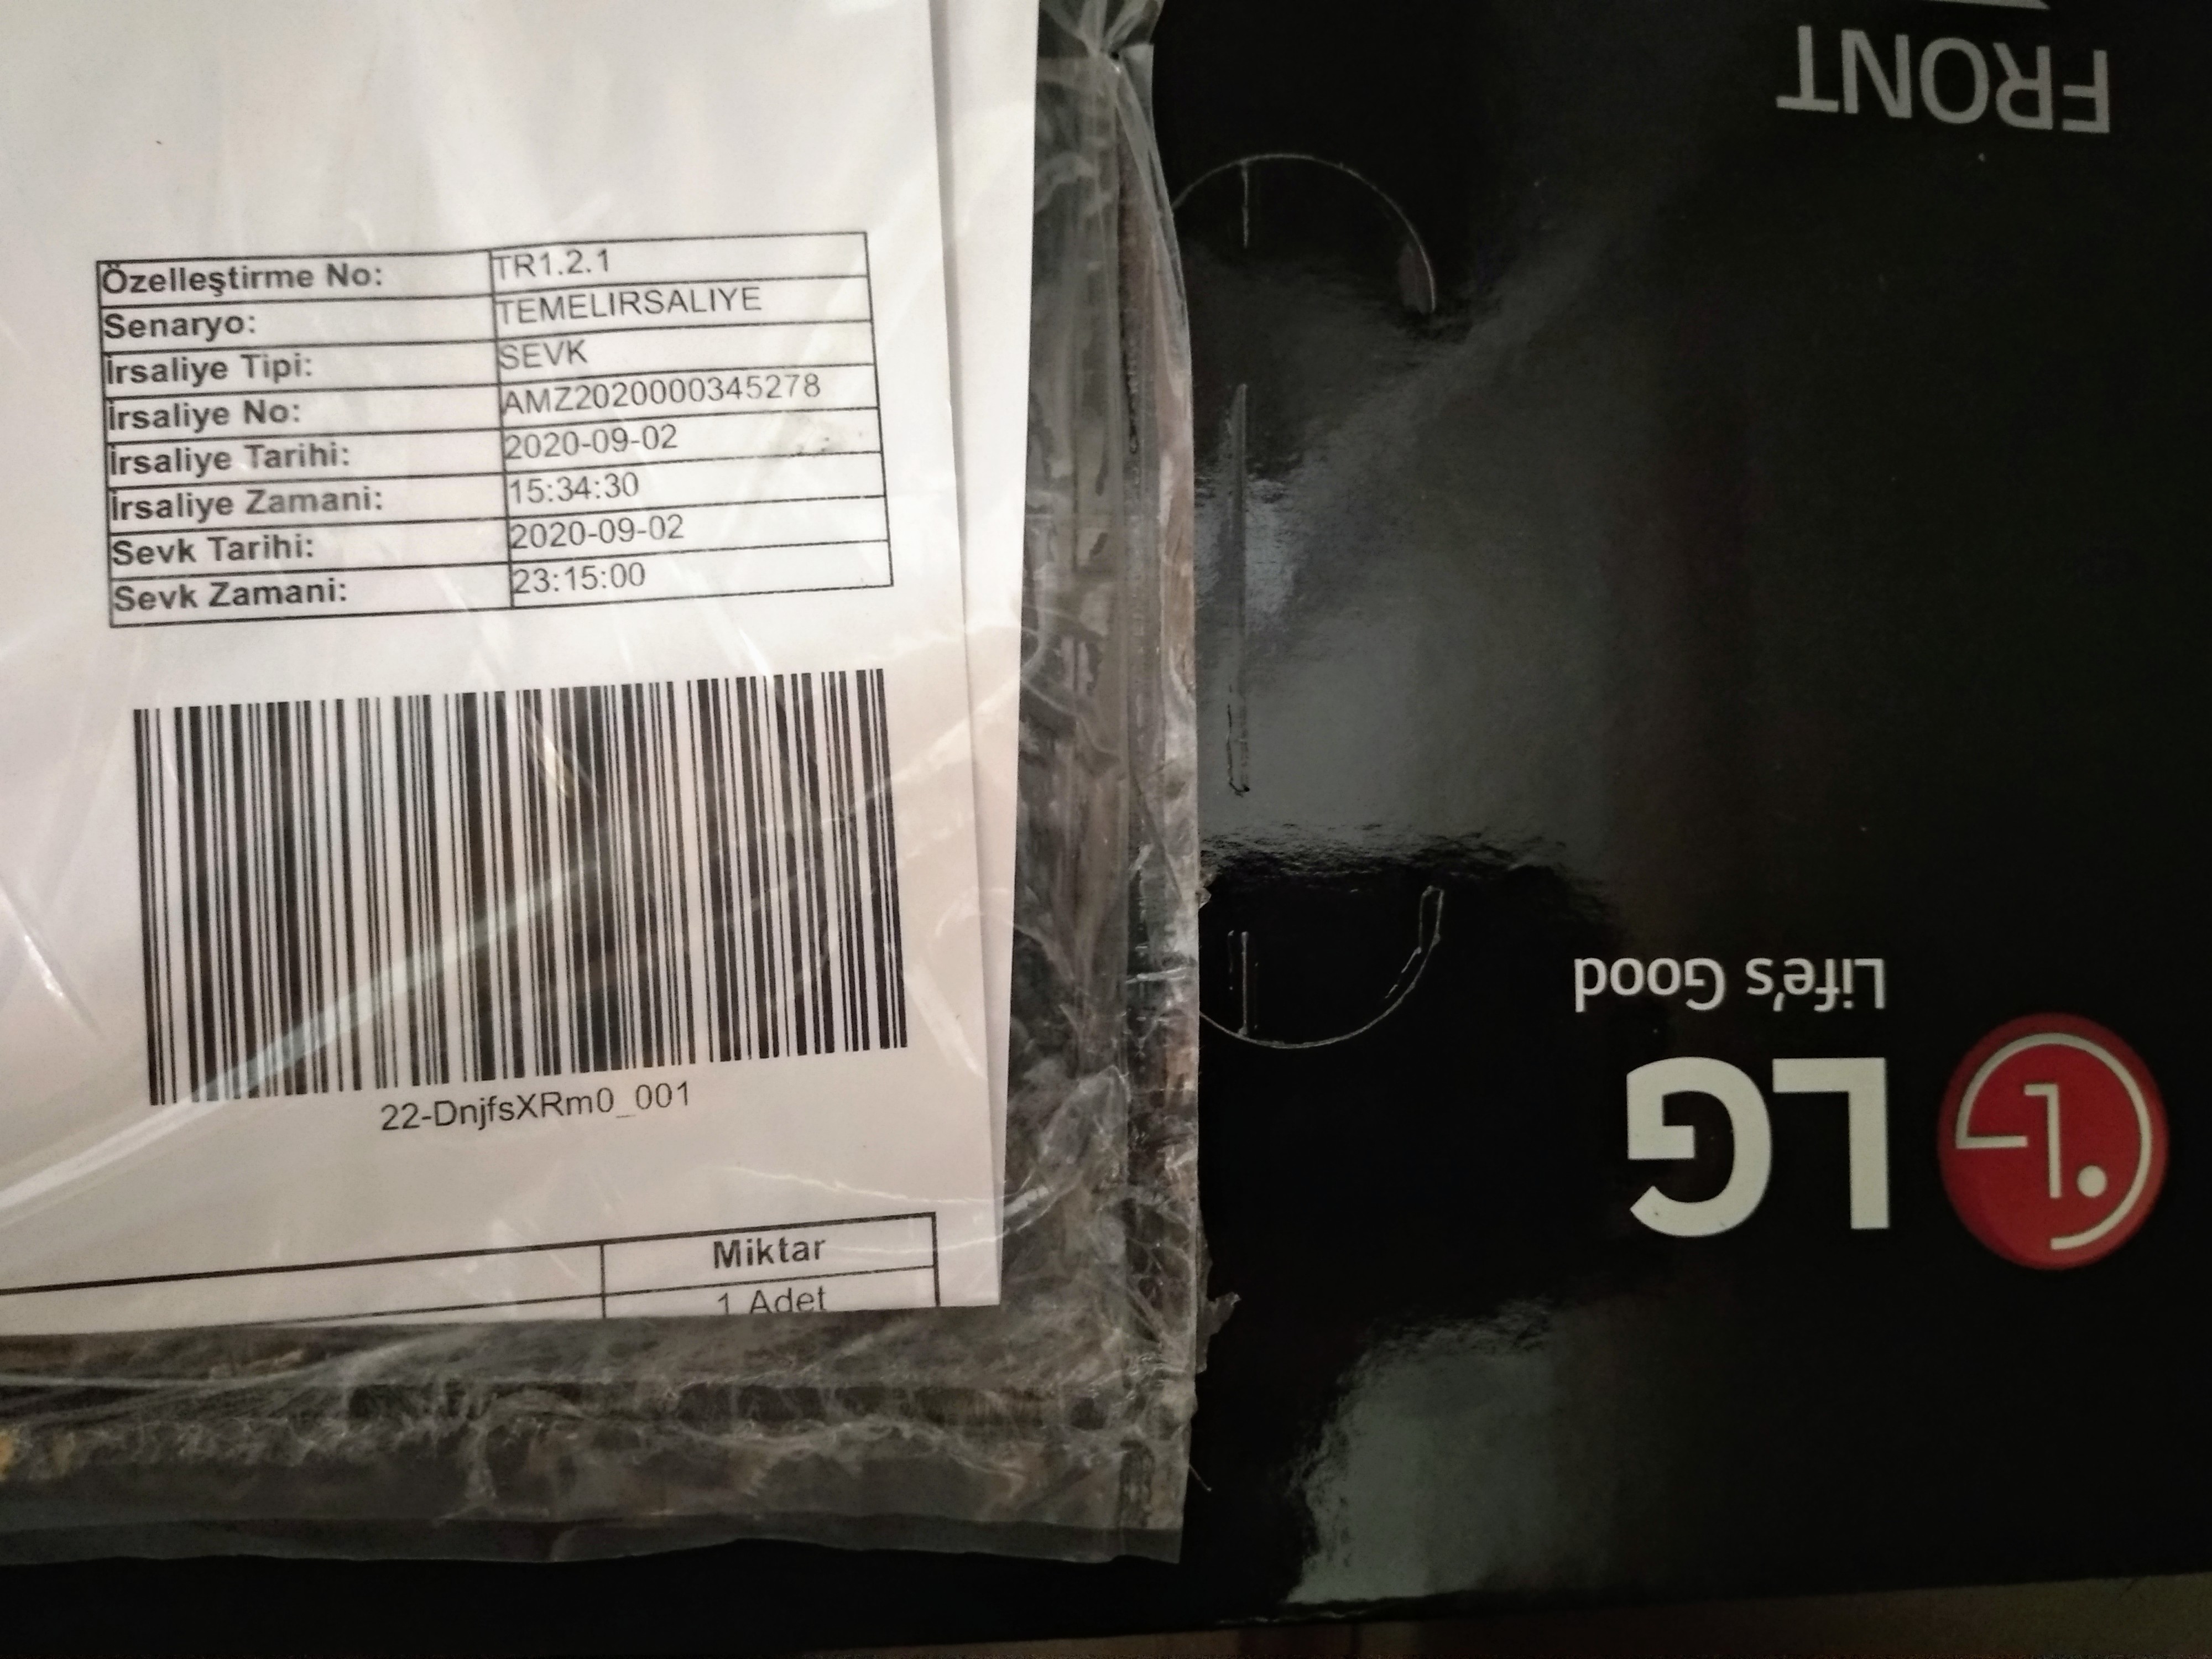 Özelleştirme No: TR1.2.1
Senaryo: TEMELIRSALIYE
İrsaliye Tipi: SEVK
İrsaliye No: AMZ2020000345278
İrsaliye Tarihi: 2020-09-02
İrsaliye Zamani: 15:34:30
Sevk Tarihi: 2020-09-02
Sevk Zamani: 23:15:00
22-DnjfsXRm0_001
Miktar
1 Adet
FRONT
LG
Life's Good